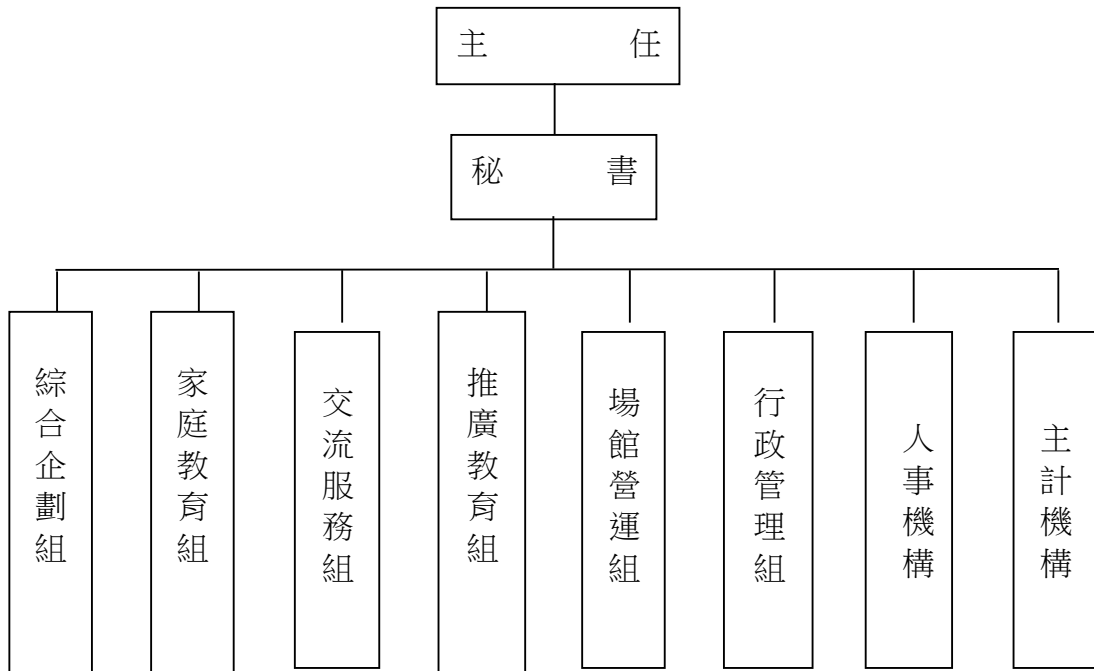 主任
秘書
綜合企劃組
家庭教育組
交流服務組
推廣教育組
場館營運組
行政管理組
人事機構
主計機構